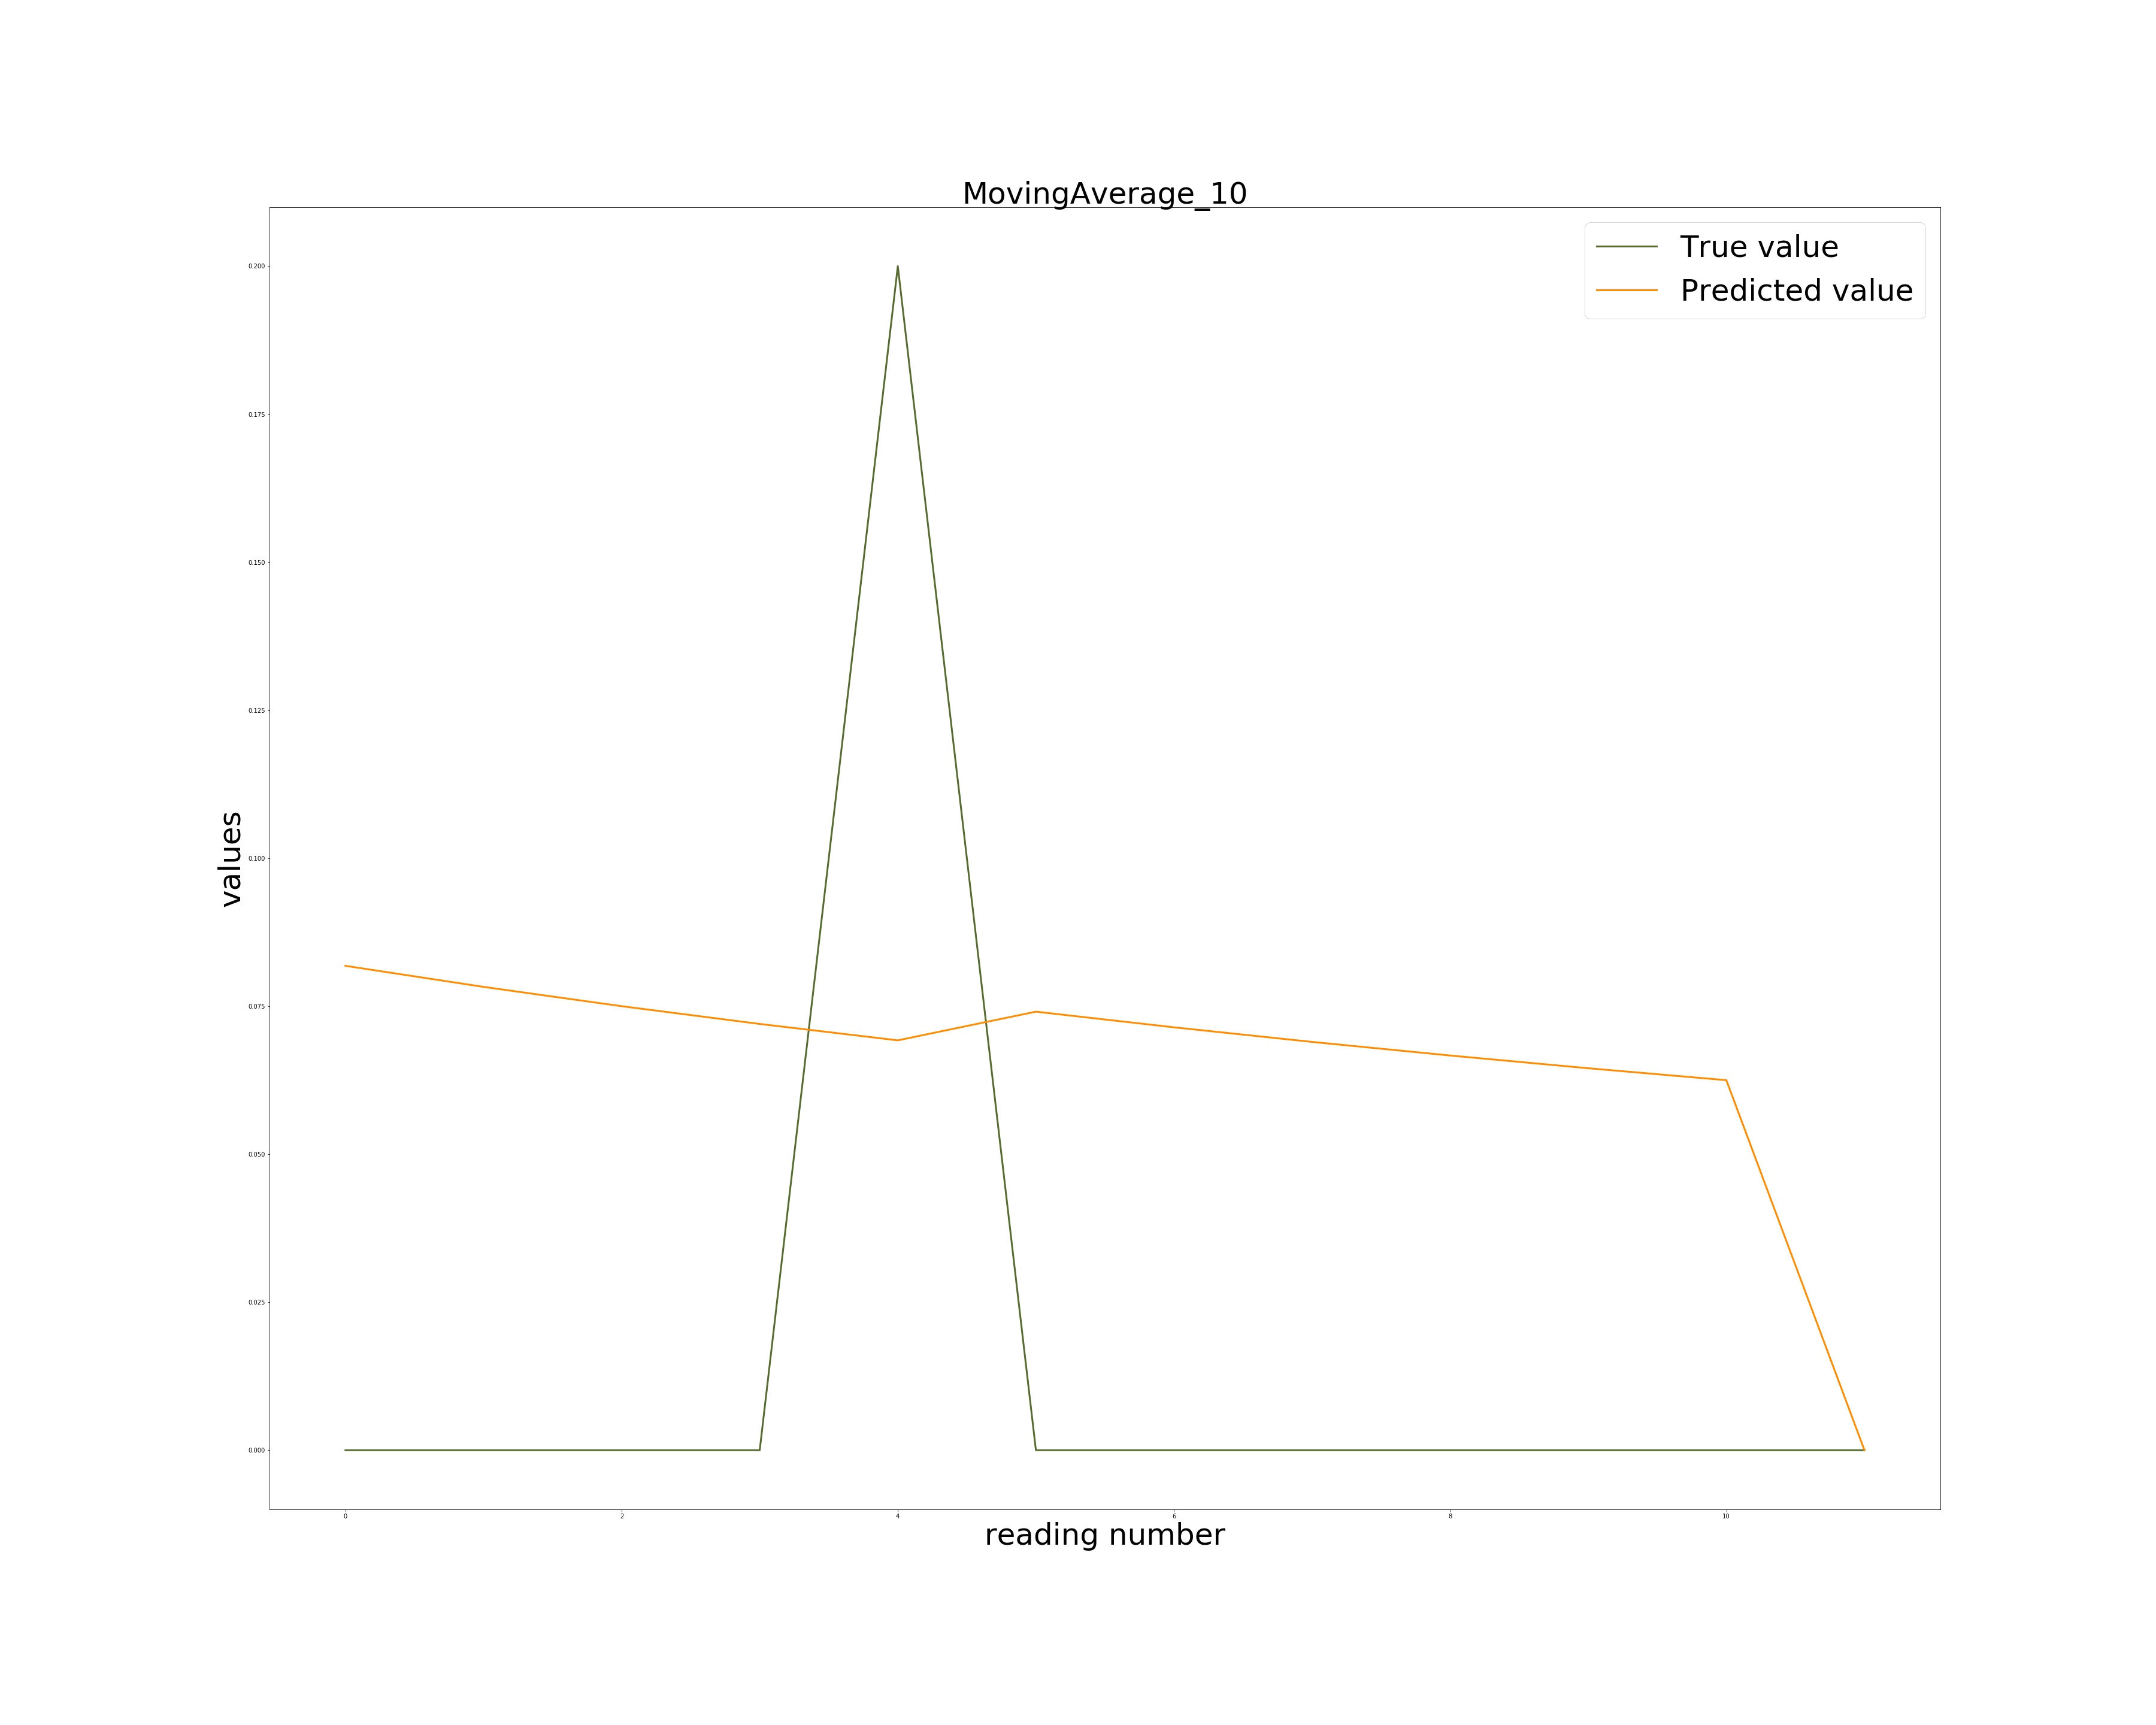 MovingAverage_10
True value
Predicted value
0.200
0.175
0.150
0.125
0.100
0.075
0.050
0.025
0.000
values
0 2 4 6 8 10
reading number